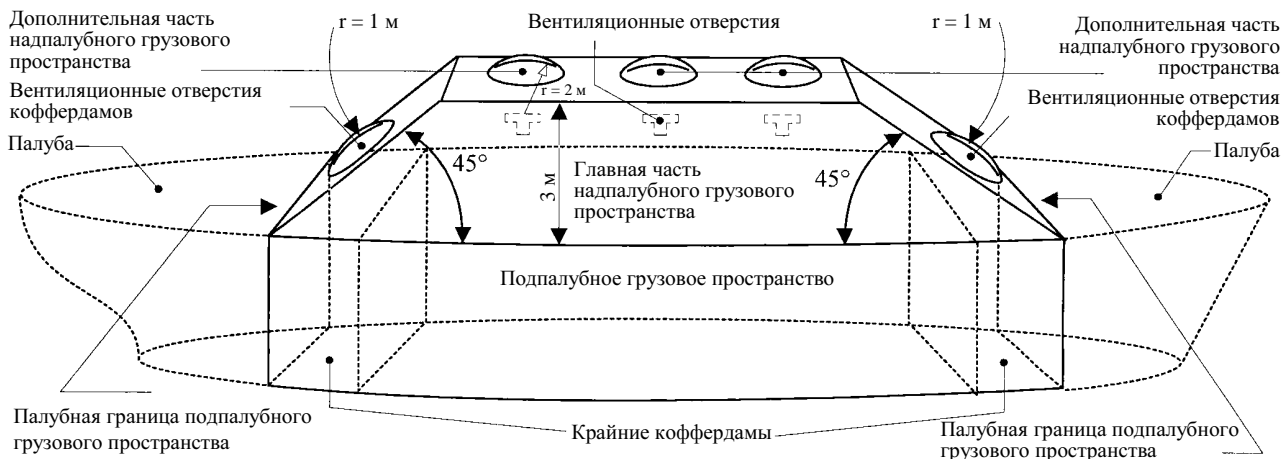 Дополнительная часть
надпалубного грузового
пространства
r = 1 м
Вентиляционные отверстия
r = 1 м
Дополнительная часть
надпалубного грузового
пространства
Вентиляционные отверстия
коффердамов
r = 2 м
Вентиляционные отверстия
коффердамов
Палуба
45°
3 м
Главная часть
надпалубного грузового
пространства
45°
Палуба
Подпалубное грузовое пространство
Палубная граница подпалубного
грузового пространства
Крайние коффердамы
Палубная граница подпалубного
грузового пространства